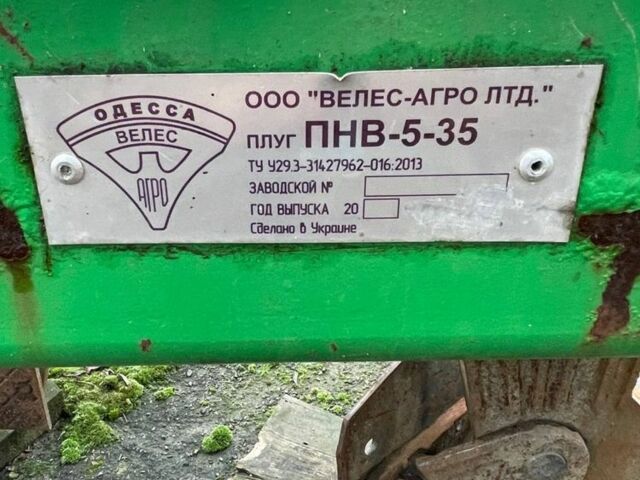 ОДЕССА
ВЕЛЕС
АГРО
ООО "ВЕЛЕС-АГРО ЛТД."
ПЛУГ ПНВ-5-35
ТУ У29.3-31427962-016:2013
ЗАВОДСКОЙ №
ГОД ВЫПУСКА 20
Сделано в Украине